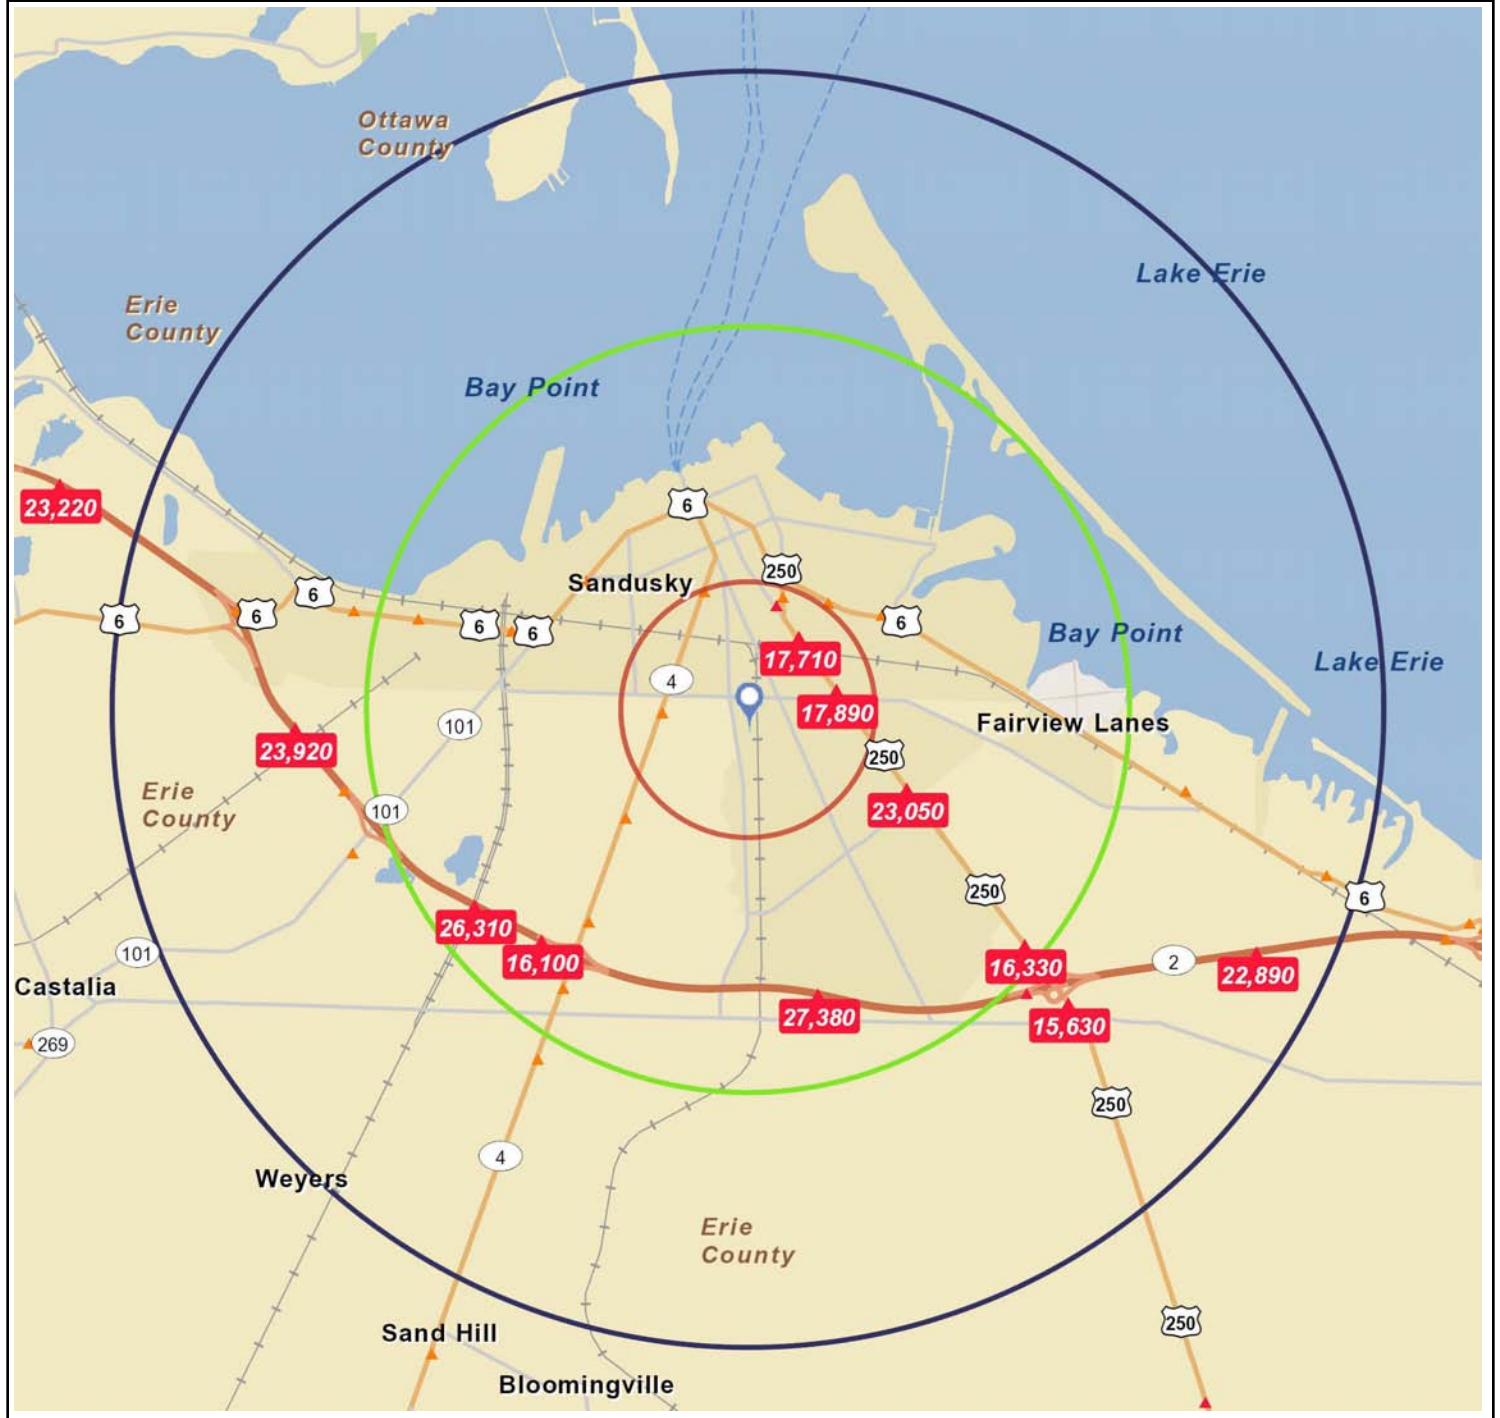 Ottawa
County
Lake Erie
Erie
County
Bay Point
23,220
6
250
Sandusky
6
6
6
6
6
6
Bay Point
17,710
Lake Erie
4
17,890
101
Fairview Lanes
23,920
250
Erie
County
101
23,050
250
6
26,310
16,100
101
16,330
2
22,890
Castalia
27,380
15,630
269
250
4
Weyers
Erie
County
250
Sand Hill
Bloomingville